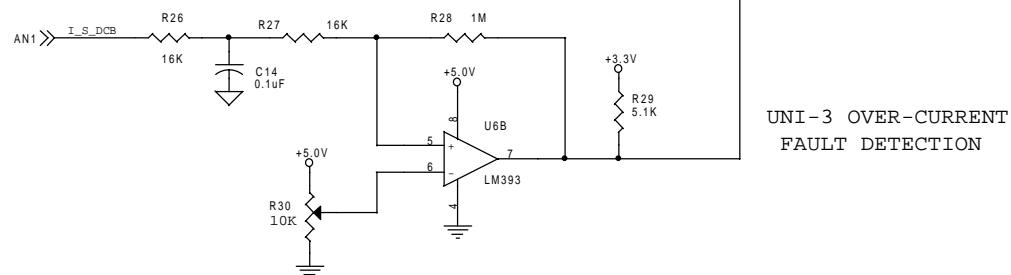 R26
R27
16K
R28
1M
AN1
I_S_DCB
16K
C14
0.1uF
+5.0V
+3.3V
R29
5.1K
8
U6B
5
+
7
6
-
LM393
4
+5.0V
R30
10K
UNI-3 OVER-CURRENT
FAULT DETECTION